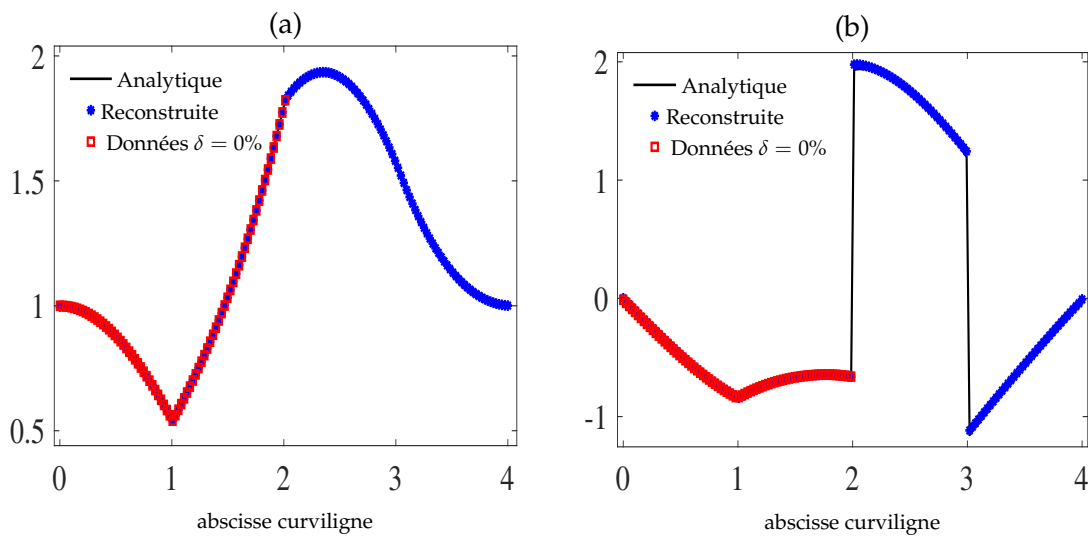 (a)
2
1.5
1
0.5
Analytique
Reconstruite
Données δ = 0%
0 1 2 3 4
abscisse curviligne
(b)
2
1
0
-1
Analytique
Reconstruite
Données δ = 0%
0 1 2 3 4
abscisse curviligne